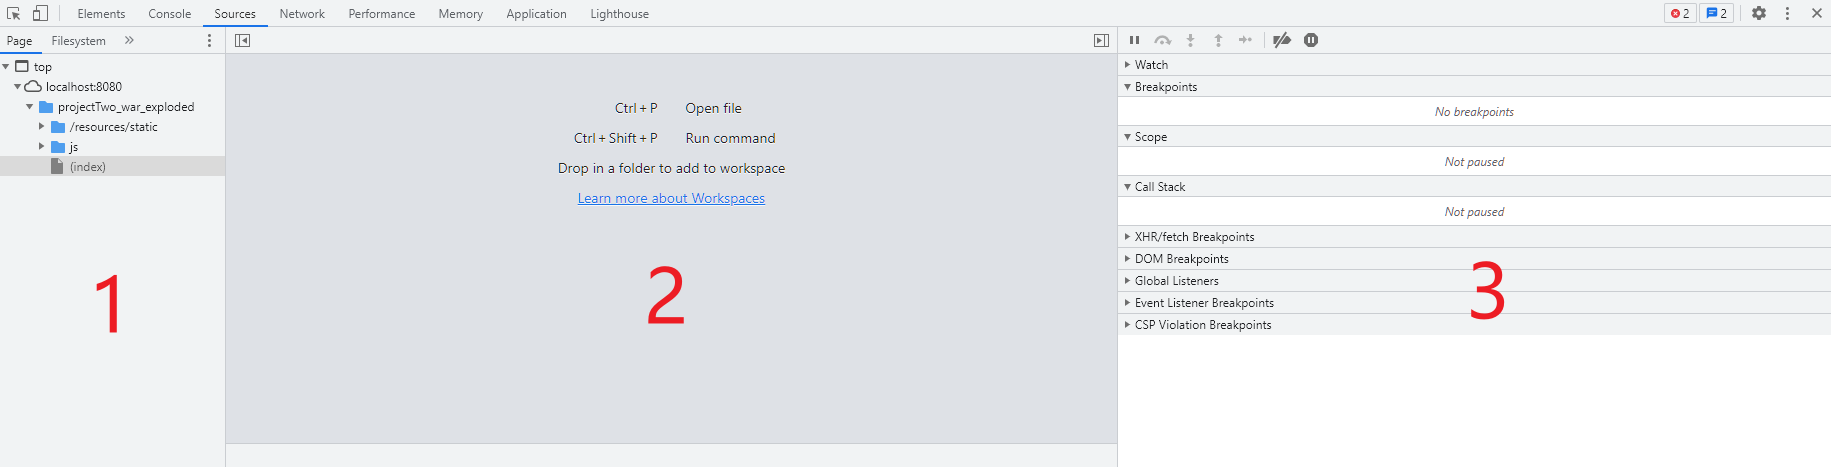 Elements Console Sources Network Performance Memory Application Lighthouse 2 2
Page Filesystem »
top
localhost:8080
projectTwo_war_exploded
/resources/static
js
(index)
1
Ctrl + P Open file
Ctrl + Shift + P Run command
Drop in a folder to add to workspace
Learn more about Workspaces
2
Watch
Breakpoints
No breakpoints
Scope
Not paused
Call Stack
Not paused
XHR/fetch Breakpoints
DOM Breakpoints
Global Listeners
Event Listener Breakpoints
CSP Violation Breakpoints
3